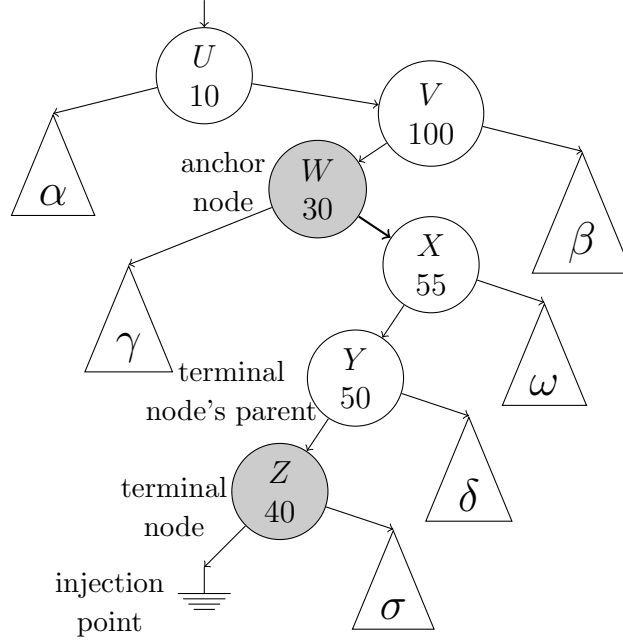 U
10
V
100
α
anchor
node
W
30
β
X
55
γ
ω
terminal
node's parent
Y
50
δ
terminal
node
Z
40
injection
point
σ